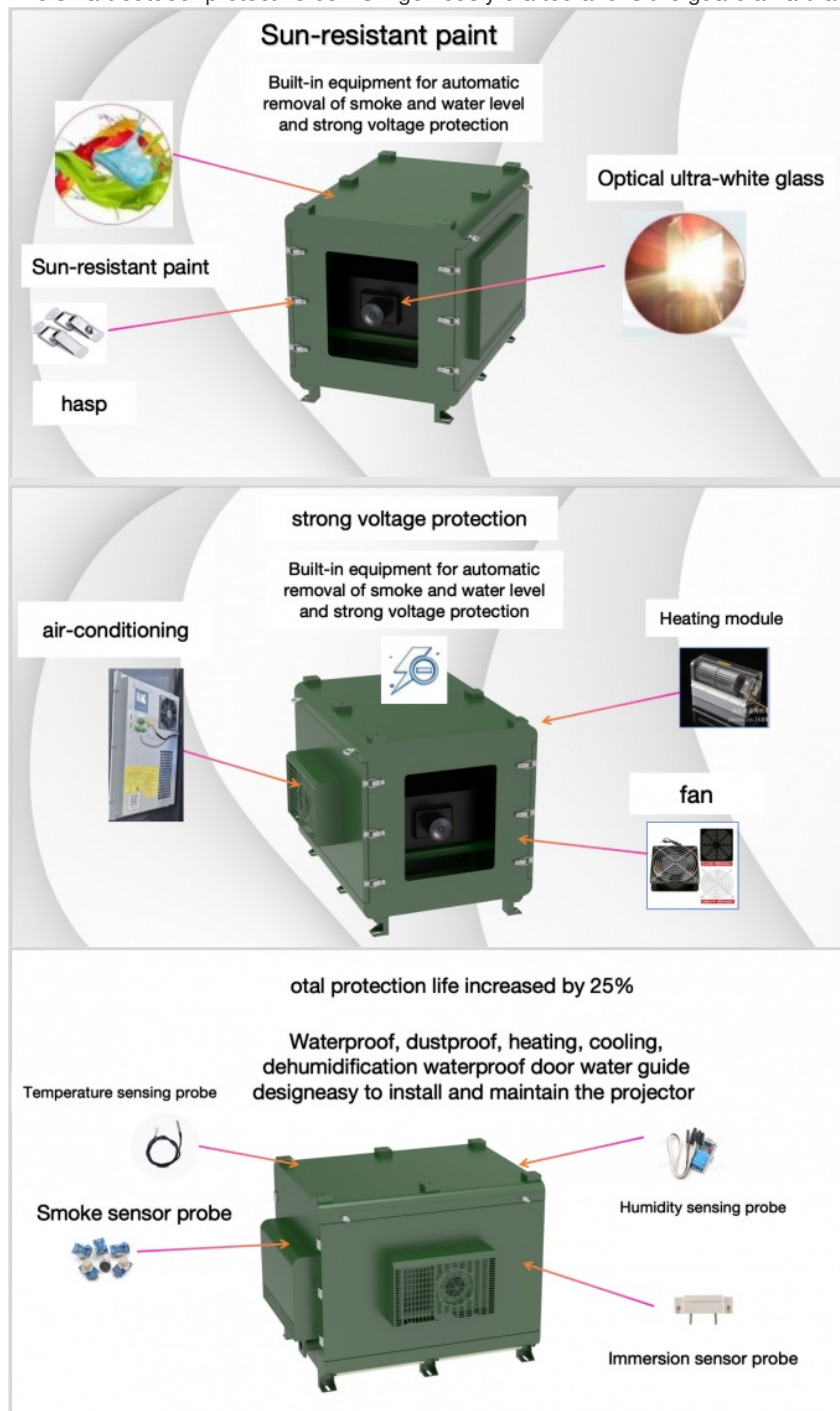 Sun-resistant paint
Built-in equipment for automatic
removal of smoke and water level
and strong voltage protection
Optical ultra-white glass
Sun-resistant paint
hasp
strong voltage protection
Built-in equipment for automatic
removal of smoke and water level
and strong voltage protection
air-conditioning
Heating module
fan
otal protection life increased by 25%
Waterproof, dustproof, heating, cooling,
dehumidification waterproof door water guide
designeasy to install and maintain the projector
Temperature sensing probe
Smoke sensor probe
Humidity sensing probe
Immersion sensor probe